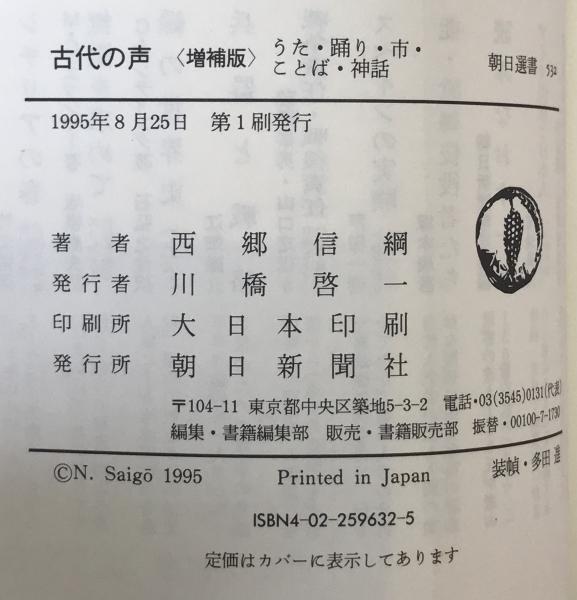 古代の声 〈増補版〉 うた・踊り・市・
ことば・神話
朝日選書 532
1995年8月25日 第1刷発行
著者 西郷信綱
発行者 川橋啓一
印刷所 大日本印刷
発行所 朝日新聞社
〒104-11 東京都中央区築地5-3-2 電話・03(3545)0131(代表)
編集・書籍編集部 販売・書籍販売部 振替・00100-7-1730
©N. Saigō 1995 Printed in Japan 装幀・多田進
ISBN4-02-259632-5
定価はカバーに表示してあります